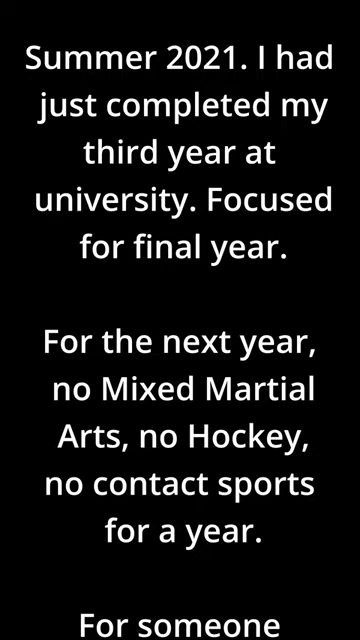 Summer 2021. I had
just completed my
third year at
university. Focused
for final year.
For the next year,
no Mixed Martial
Arts, no Hockey,
no contact sports
for a year.
For someone